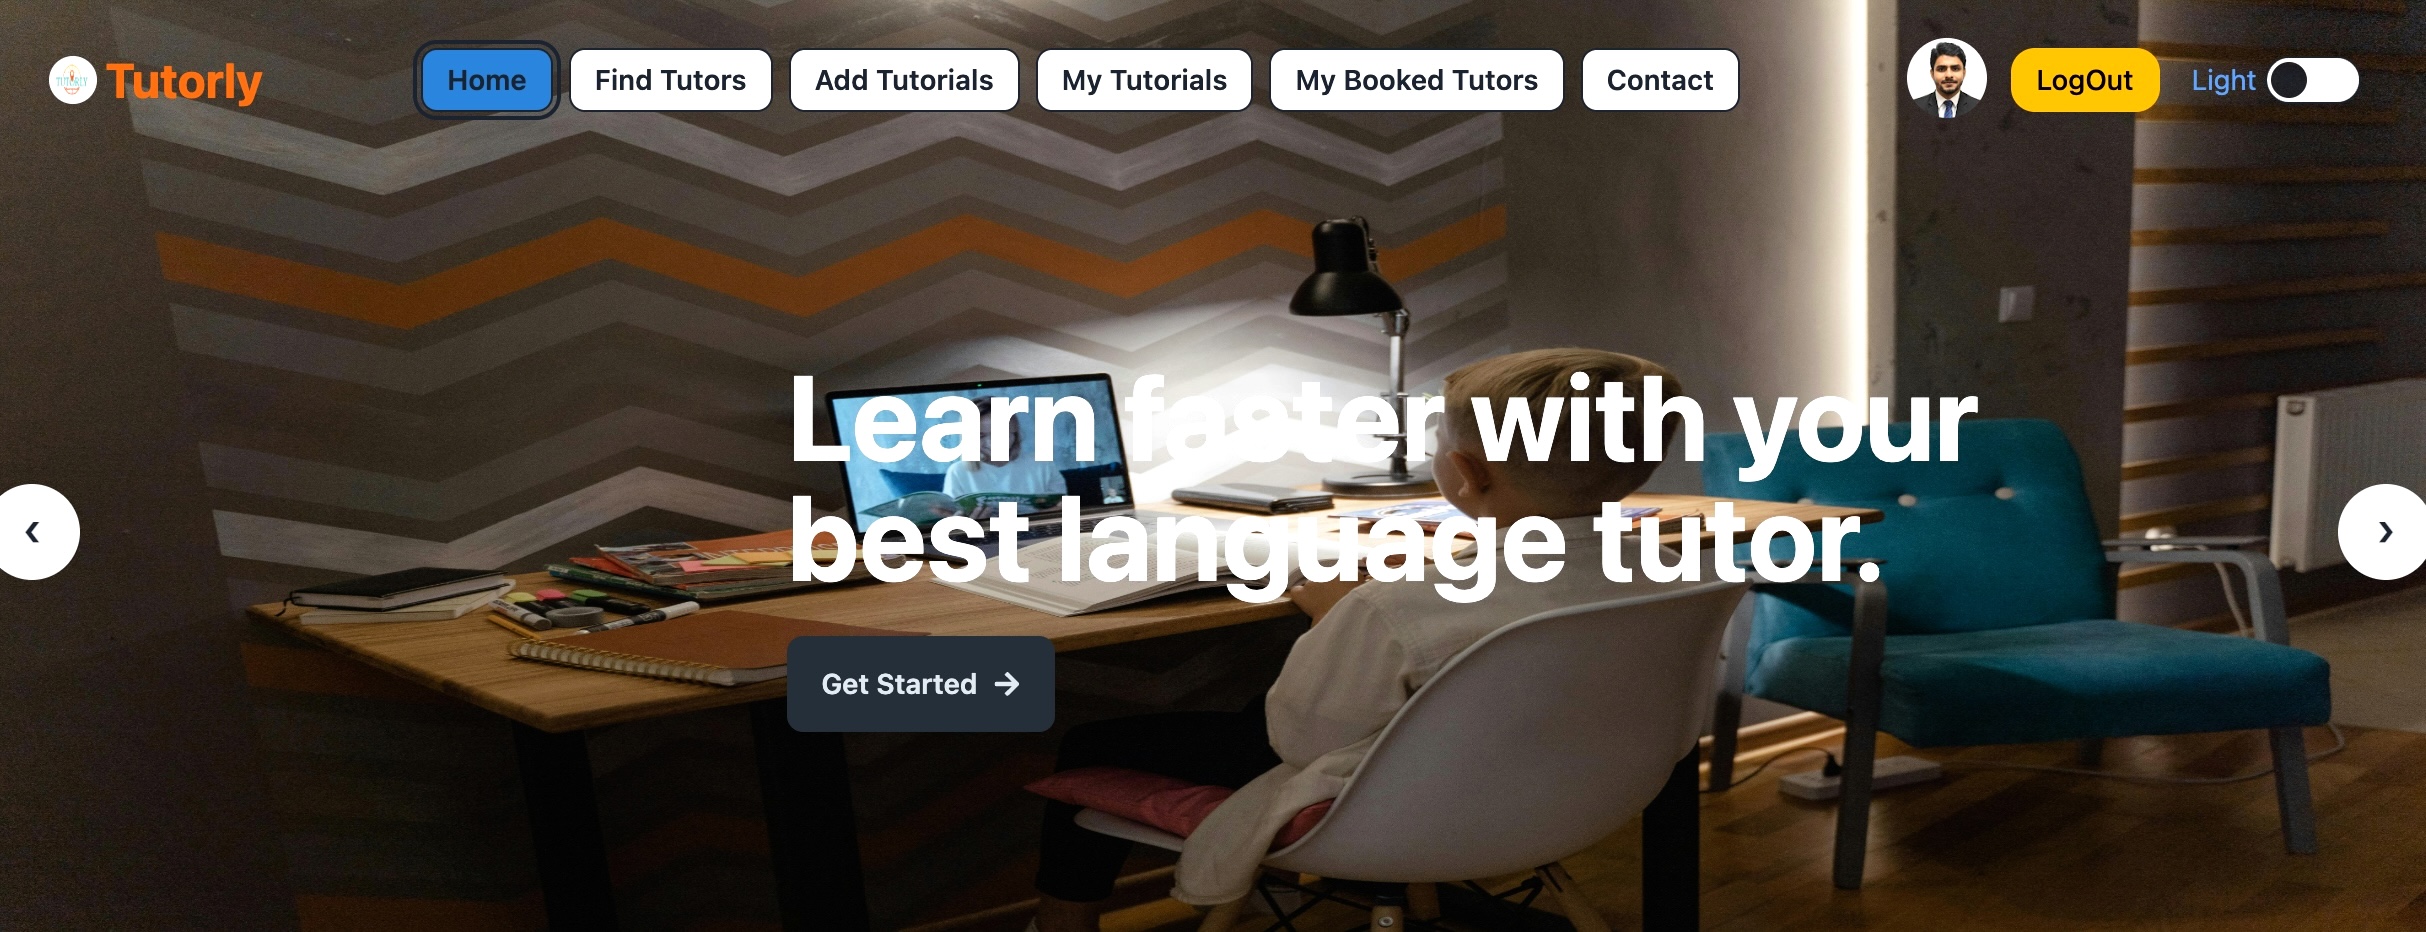 TUTORLY
Tutorly
Home
Find Tutors
Add Tutorials
My Tutorials
My Booked Tutors
Contact
LogOut
Light
Learn faster with your
best language tutor.
Get Started